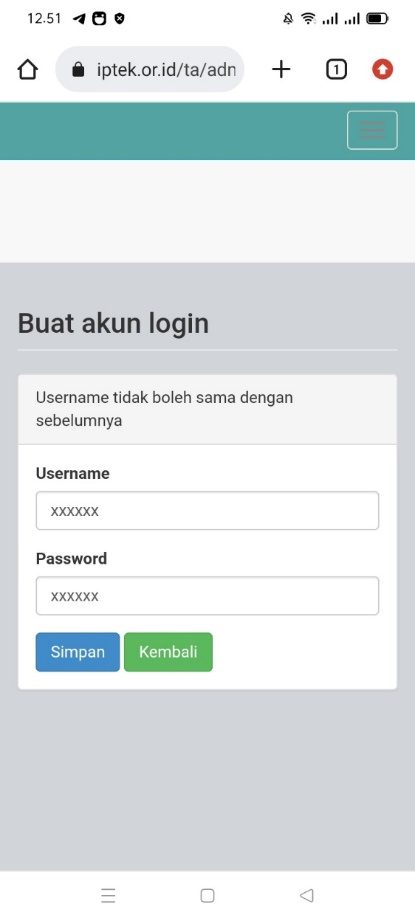 12.51
iptek.or.id/ta/adn
1
Buat akun login
Username tidak boleh sama dengan
sebelumnya
Username
xxxxxx
Password
xxxxxx
Simpan Kembali